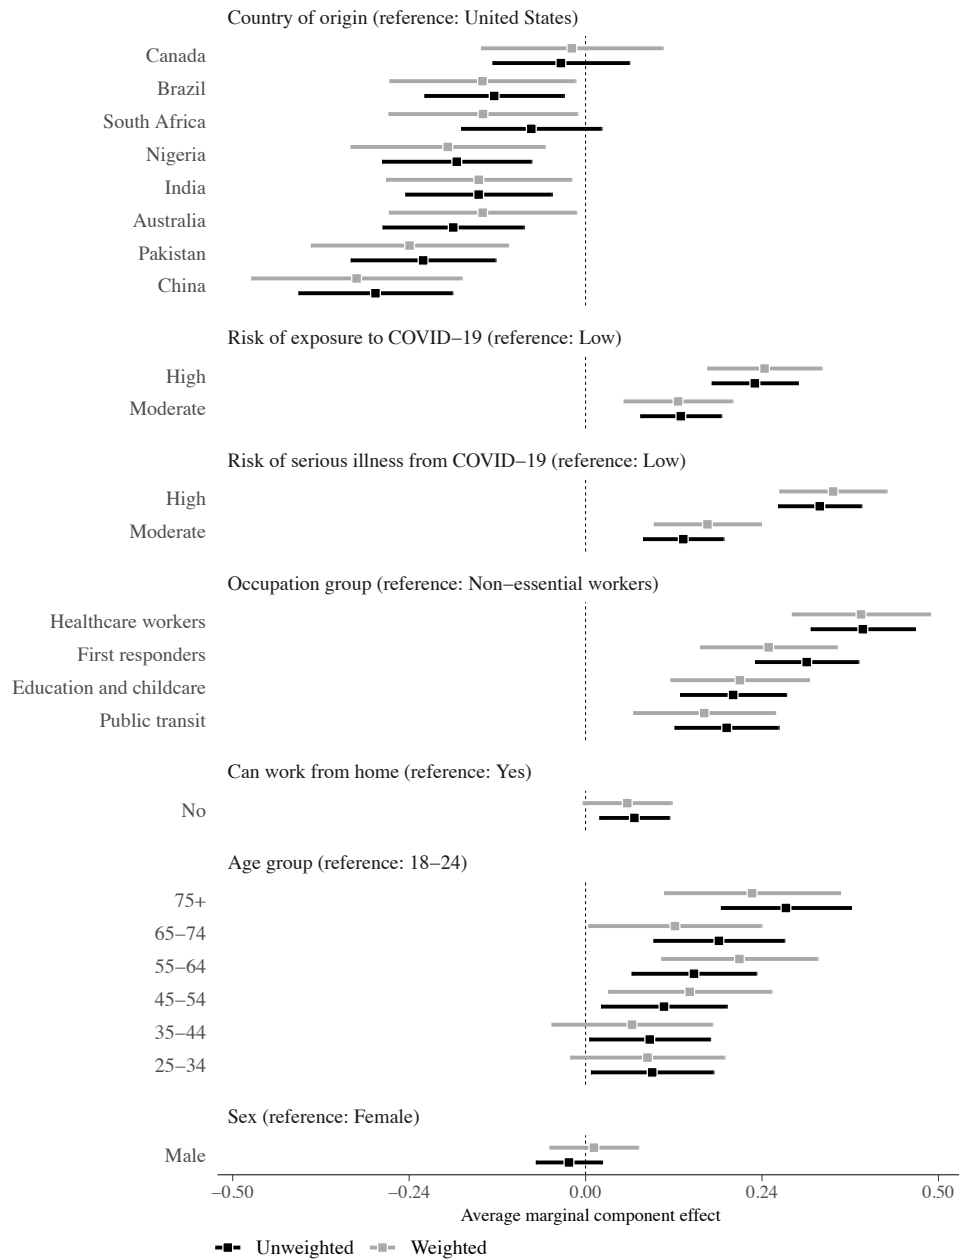 Country of origin (reference: United States)
Canada
Brazil
South Africa
Nigeria
India
Australia
Pakistan
China
Risk of exposure to COVID−19 (reference: Low)
High
Moderate
Risk of serious illness from COVID−19 (reference: Low)
High
Moderate
Occupation group (reference: Non−essential workers)
Healthcare workers
First responders
Education and childcare
Public transit
Can work from home (reference: Yes)
No
Age group (reference: 18−24)
75+
65−74
55−64
45−54
35−44
25−34
Sex (reference: Female)
Male
−0.50 −0.24 0.00 0.24 0.50
Average marginal component effect
Unweighted Weighted